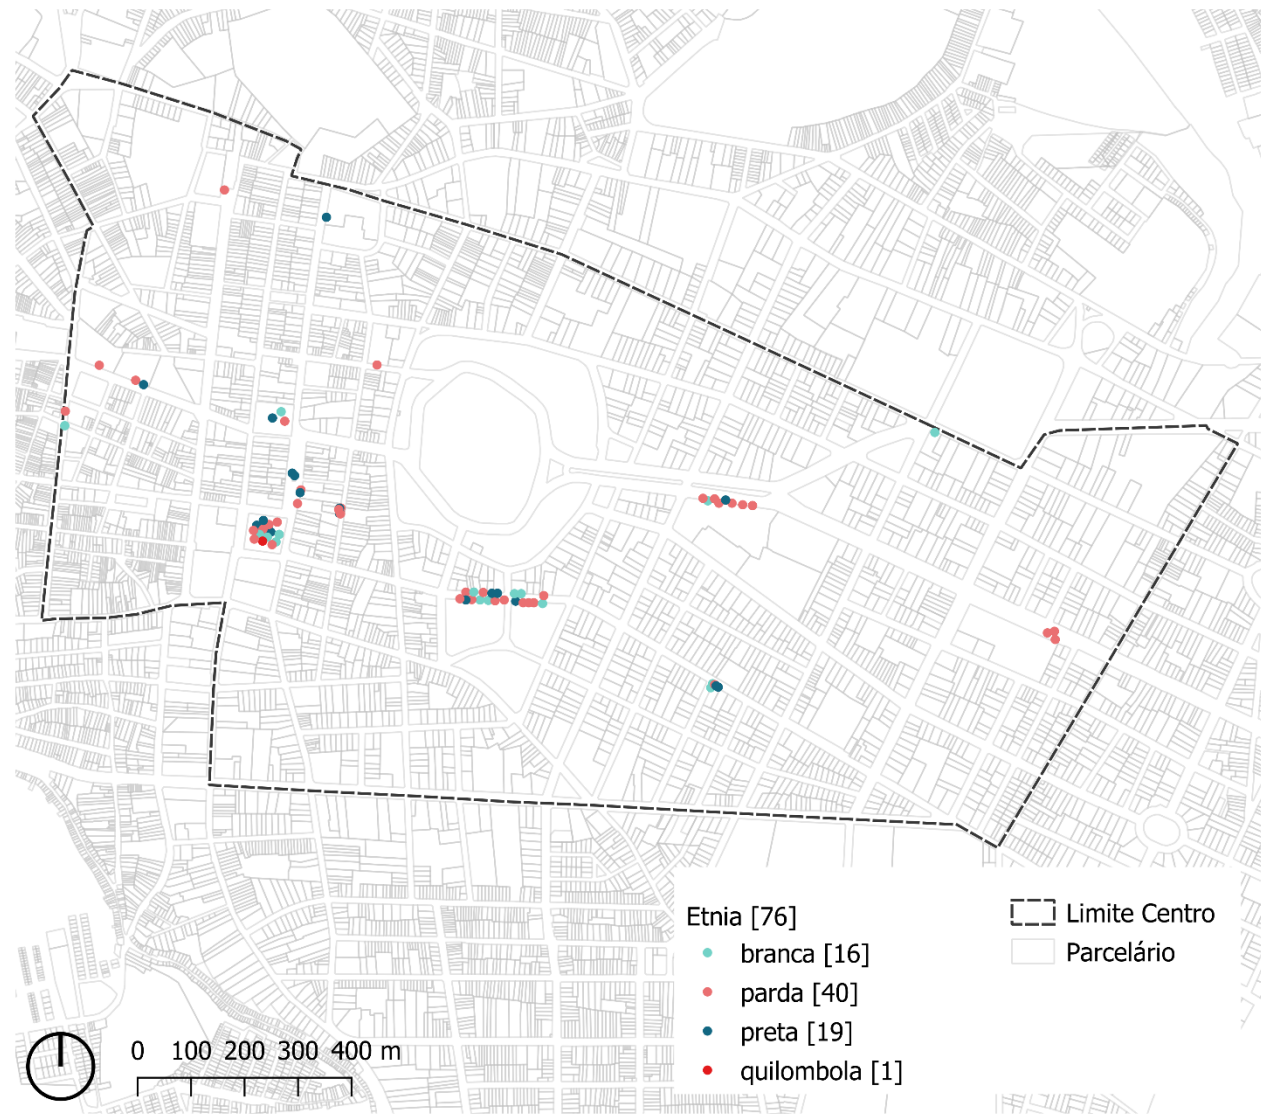 Etnia [76]
branca [16]
parda [40]
preta [19]
quilombola [1]
Limite Centro
Parcelário
0 100 200 300 400 m